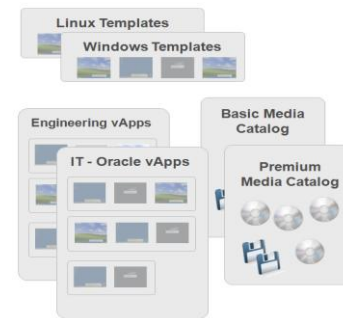 Linux Templates
Windows Templates
Engineering vApps
IT - Oracle vApps
Basic Media
Catalog
Premium
Media Catalog